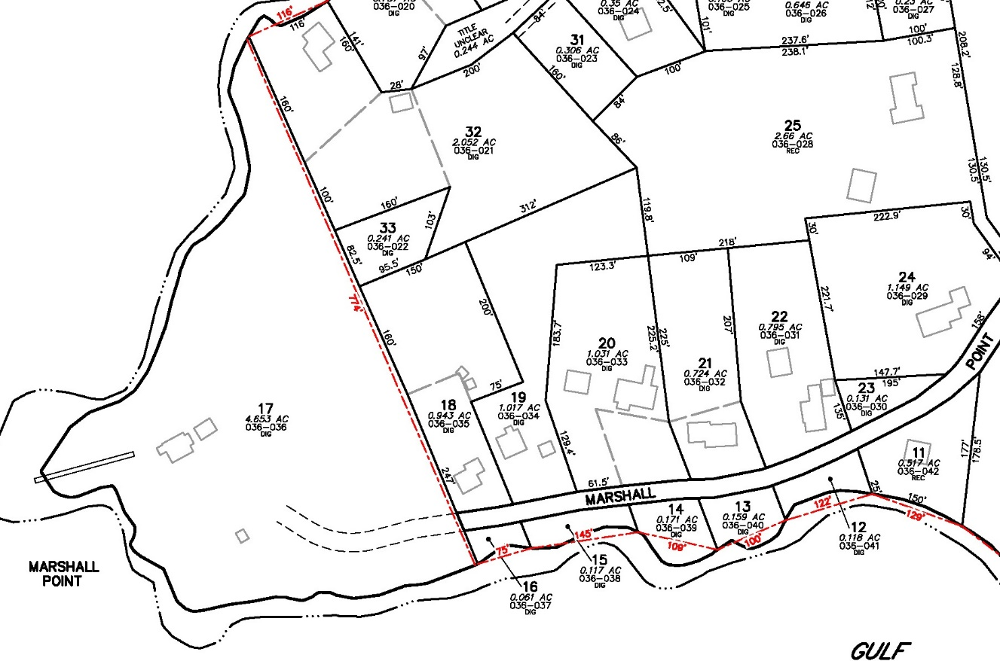 036-020
DIG
0.35 AC
036-024
DIG
036-025
DIG
0.646 AC
036-026
DIG
0.23 AC
036-027
DIG
116'
116'
141'
160'
97'
TITLE
UNCLEAR
0.244 AC
84'
101'
237.6'
238.1'
100'
100.3'
208.2'
128.8'
31
0.306 AC
036-023
DIG
160'
100'
84'
86'
28'
200'
160'
32
2.052 AC
036-021
DIG
25
2.66 AC
036-028
REC
130.5'
130.5'
100'
160'
103'
33
0.241 AC
036-022
DIG
82.5'
95.5'
150'
312'
119.8'
222.9'
30'
30'
94'
218'
123.3'
109'
774'
160'
200'
75'
183.7'
225.2'
225'
207'
221.7'
24
1.149 AC
036-029
DIG
158'
POINT
22
0.795 AC
036-031
DIG
20
1.031 AC
036-033
DIG
21
0.724 AC
036-032
DIG
147.7'
195'
23
0.131 AC
036-030
DIG
135'
17
4.653 AC
036-036
DIG
18
0.943 AC
036-035
DIG
19
1.017 AC
036-034
DIG
129.4'
247'
61.5'
MARSHALL
11
0.517 AC
036-042
REC
177'
178.5'
25'
150'
129'
122'
14
0.171 AC
036-039
DIG
13
0.159 AC
036-040
DIG
100'
109'
145'
75'
12
0.118 AC
036-041
DIG
15
0.117 AC
036-038
DIG
16
0.061 AC
036-037
DIG
MARSHALL
POINT
GULF